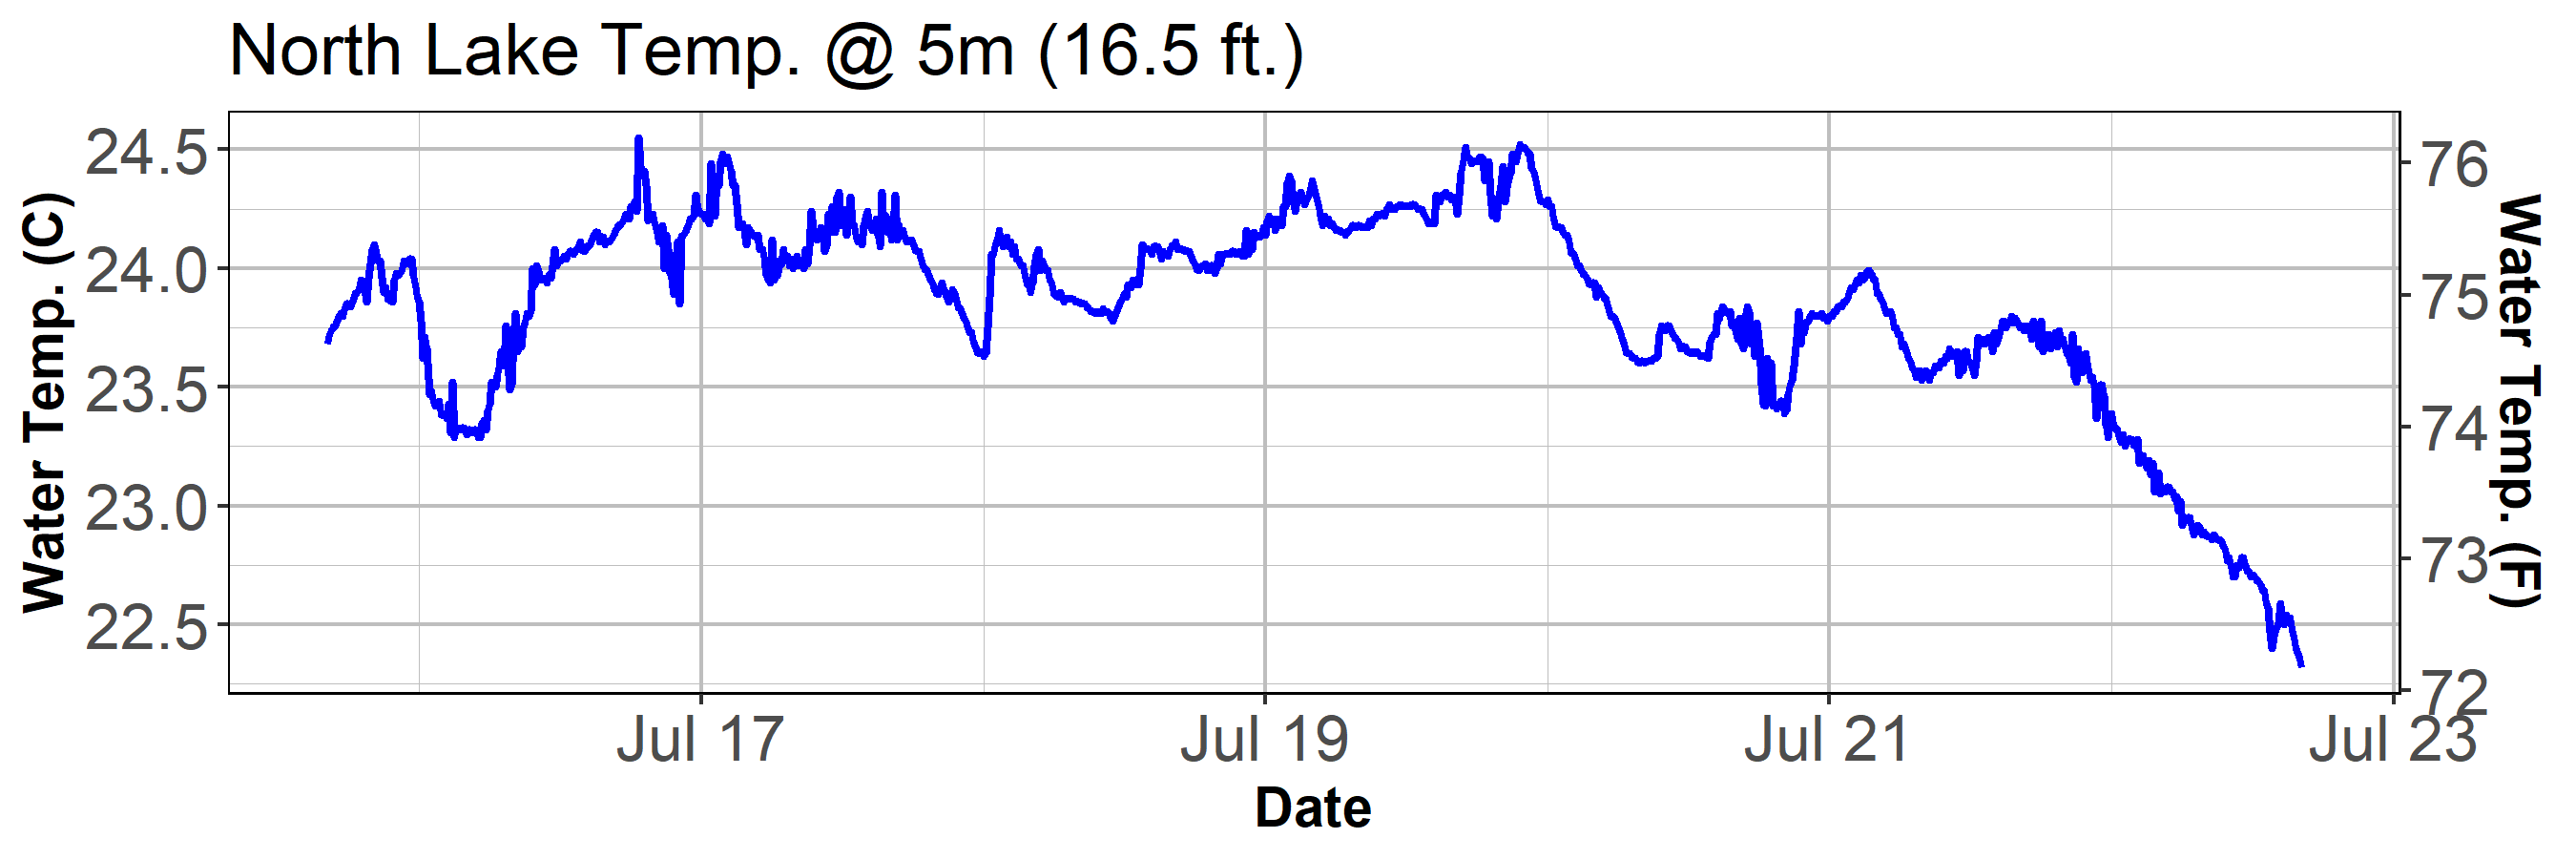 North Lake Temp. @ 5m (16.5 ft.)
Water Temp. (C)
24.5
24.0
23.5
23.0
22.5
76
75
74
73
72
Water Temp. (F)
Jul 17 Jul 19 Jul 21 Jul 23
Date